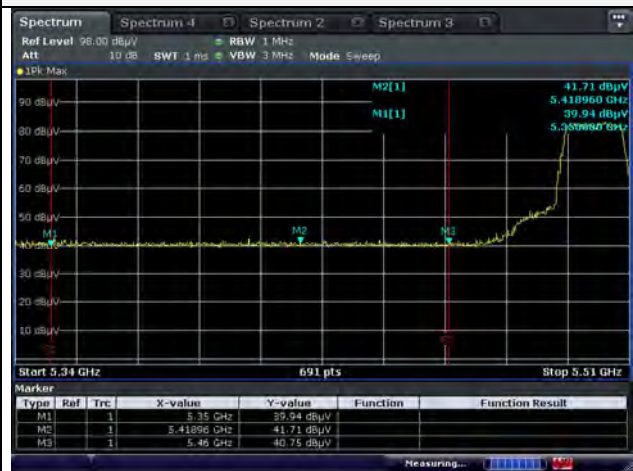 Spectrum Spectrum 4 Spectrum 2 Spectrum 3
Ref Level 98.00 dBµV RBW 1 MHz
Att 10 dB SWT 1 ms VBW 3 MHz Mode Sweep
1Pk Max
M2[1] 41.71 dBµV
5.418960 GHz
M1[1] 39.94 dBµV
90 dBµV
80 dBµV
70 dBµV
60 dBµV
50 dBµV
M1 M2 M3
30 dBµV
20 dBµV
10 dBµV
Start 5.34 GHz 691 pts Stop 5.51 GHz
Marker
Type Ref Trc X-value Y-value Function Function Result
M1 1 5.35 GHz 39.94 dBµV
M2 1 5.41896 GHz 41.71 dBµV
M3 1 5.46 GHz 40.75 dBµV
Measuring...